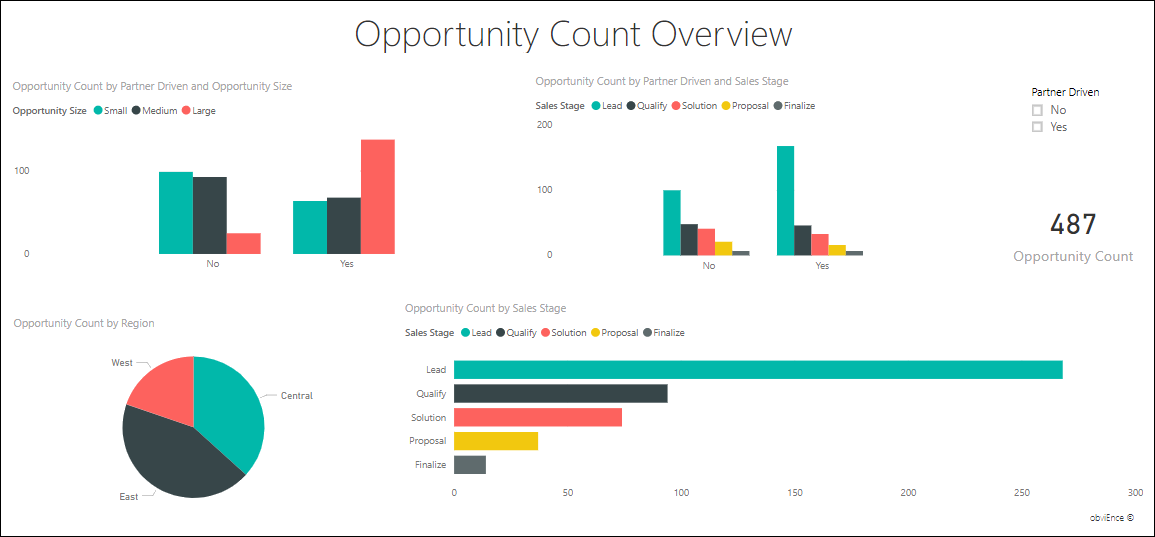 Opportunity Count Overview
Opportunity Count by Partner Driven and Opportunity Size
Opportunity Size Small Medium Large
100
0
No Yes
Opportunity Count by Partner Driven and Sales Stage
Sales Stage Lead Qualify Solution Proposal Finalize
200
100
0
No Yes
Partner Driven
No
Yes
487
Opportunity Count
Opportunity Count by Region
West
Central
East
Opportunity Count by Sales Stage
Sales Stage Lead Qualify Solution Proposal Finalize
Lead
Qualify
Solution
Proposal
Finalize
0 50 100 150 200 250 300
obviEnce ©